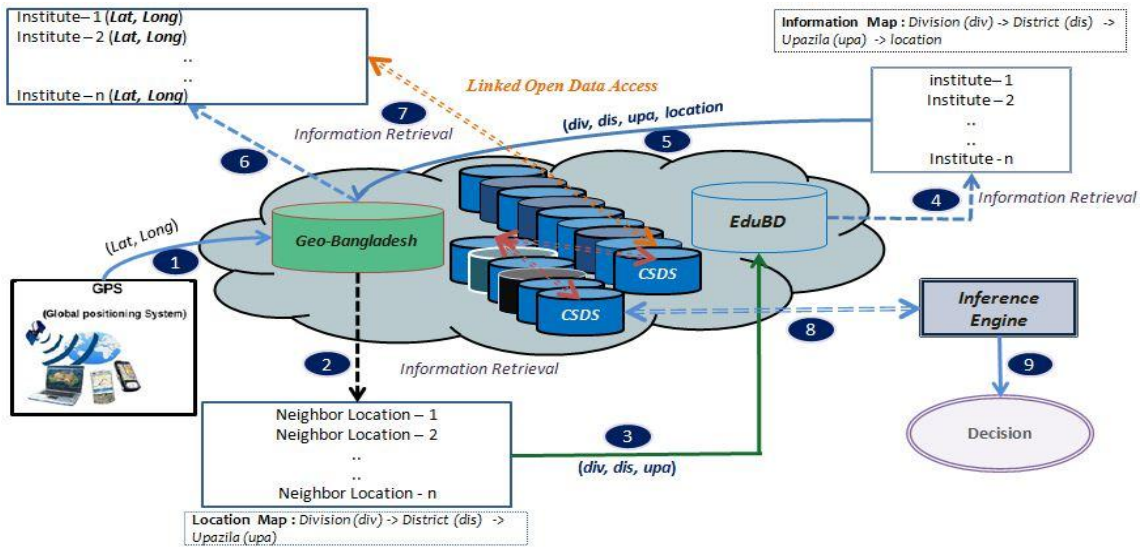 Institute– 1 (Lat, Long)
Institute – 2 (Lat, Long)
..
..
Institute– n (Lat, Long)
Information Map : Division (div) -> District (dis) ->
Upazila (upa) -> location
institute– 1
Institute – 2
..
..
Institute - n
Linked Open Data Access
7
Information Retrieval
(div, dis, upa, location
5
6
4
Information Retrieval
EduBD
Geo-Bangladesh
(Lat, Long)
1
CSDS
CSDS
GPS
(Global positioning System)
8
Inference
Engine
2
Information Retrieval
9
Decision
Neighbor Location – 1
Neighbor Location – 2
..
..
Neighbor Location - n
3
(div, dis, upa)
Location Map : Division (div) -> District (dis) ->
Upazila (upa)